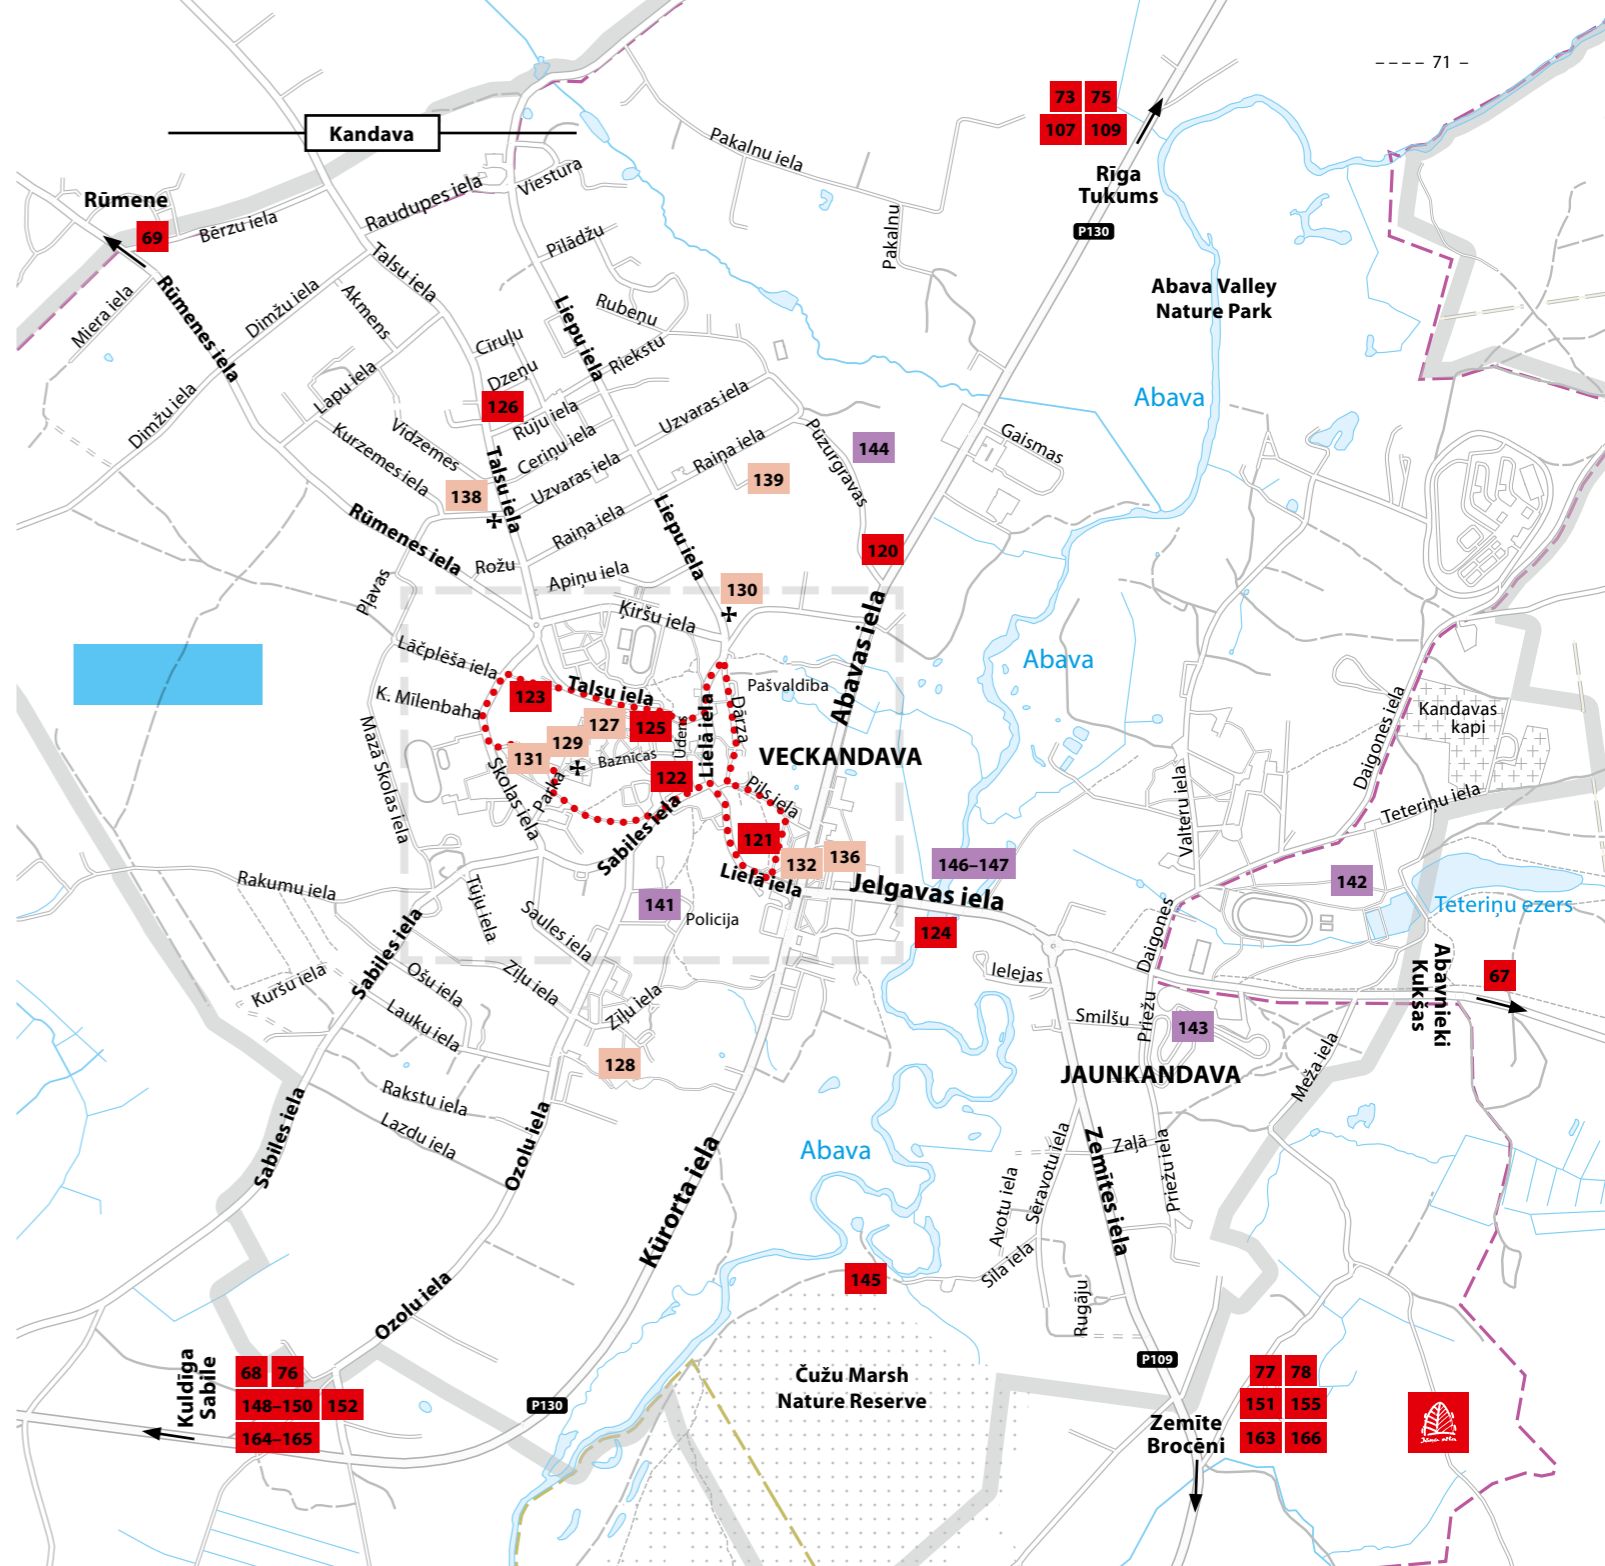 ---- 71 –
73 75
107 109
Kandava
Rīga
Tukums
P130
Pakalnu iela
Pakalnu
Viestura
Raudupes iela
Rūmene
69
Bērzu iela
Pīlādžu
Talsu iela
Abava Valley
Nature Park
Miera iela
Rūmenes iela
Dimžu iela
Akmens
Liepu iela
Rubeņu
Cīruļu
Riekstu
Dzeņu
Abava
Lapu iela
Dimžu iela
126
Rūju iela
Uzvaras iela
Vidzemes
Kurzemes iela
Ceriņu iela
Raiņa iela
Pūzurgravas
144
Gaismas
Talsu iela
Uzvaras iela
138
139
Rūmenes iela
Raiņa iela
Liepu iela
120
Rožu
Apiņu iela
Pļavas
130
Ķiršu iela
Abavas iela
Lāčplēša iela
Abava
Talsu iela
Pašvaldība
123
K. Mīlenbaha
Dārza
Lielā iela
127
125
Ūdens
129
131
Baznīcas
122
VECKANDAVA
Mazā Skolas iela
Skolas iela
Parka
Pils iela
Sabiles iela
121
132
136
Lielā iela
Jelgavas iela
146–147
124
Kandavas
kapi
Daigones iela
Teteriņu iela
Valteru iela
142
Teteriņu ezers
Rakumu iela
Tūju iela
Saules iela
141
Policija
Daigones
Abavnieki
Kukšas
67
Sabiles iela
Kuršu iela
Ošu iela
Zīļu iela
Zīļu iela
Lauku iela
Ielejas
Smilšu
Priežu
143
JAUNKANDAVA
Meža iela
128
Rakstu iela
Lazdu iela
Sabiles iela
Ozolu iela
Kūrorta iela
Abava
Zaļā
Zemītes iela
Priežu iela
Sēravotu iela
Avotu iela
Sila iela
145
Rugāju
Ozolu iela
Kuldīga
Sabile
68 76
148–150 152
164–165
P130
Čužu Marsh
Nature Reserve
P109
Zemīte
Brocēni
77 78
151 155
163 166